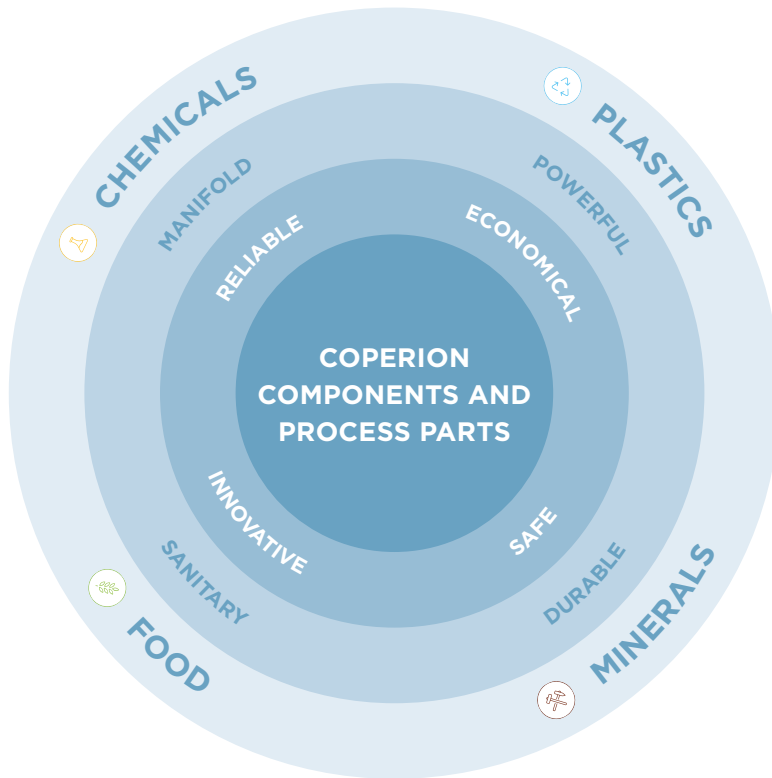 CHEMICALS
PLASTICS
MANIFOLD
POWERFUL
RELIABLE
ECONOMICAL
COPERION
COMPONENTS AND
PROCESS PARTS
INNOVATIVE
SAFE
SANITARY
DURABLE
FOOD
MINERALS